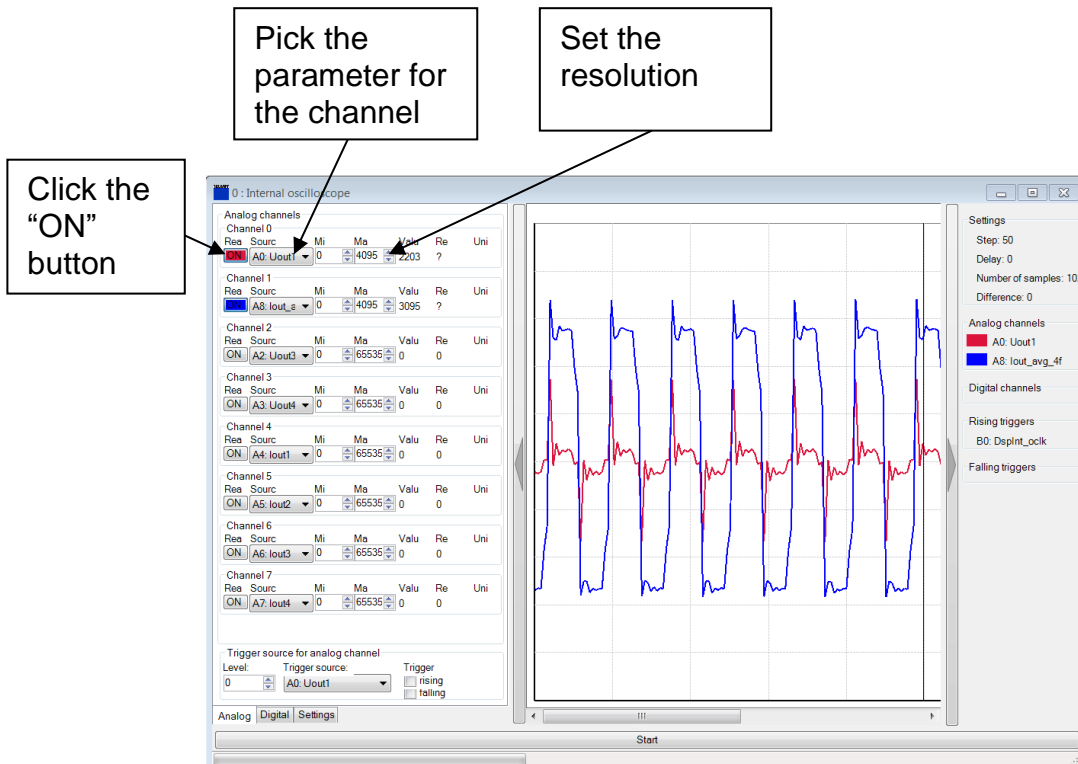 Pick the
parameter for
the channel
Set the
resolution
Click the
“ON”
button
0 : Internal oscilloscope
Analog channels
Channel 0
Rea Sourc Mi Ma Valu Re Uni
ON A0: Uout1 0 4095 2203 ?
Channel 1
Rea Sourc Mi Ma Valu Re Uni
ON A8: Iout_a 0 4095 3095 ?
Channel 2
Rea Sourc Mi Ma Valu Re Uni
ON A2: Uout3 0 65535 0 0
Channel 3
Rea Sourc Mi Ma Valu Re Uni
ON A3: Uout4 0 65535 0 0
Channel 4
Rea Sourc Mi Ma Valu Re Uni
ON A4: Iout1 0 65535 0 0
Channel 5
Rea Sourc Mi Ma Valu Re Uni
ON A5: Iout2 0 65535 0 0
Channel 6
Rea Sourc Mi Ma Valu Re Uni
ON A6: Iout3 0 65535 0 0
Channel 7
Rea Sourc Mi Ma Valu Re Uni
ON A7: Iout4 0 65535 0 0
Trigger source for analog channel
Level: Trigger source: Trigger
0 A0: Uout1 rising
falling
Analog Digital Settings
Start
Settings
Step: 50
Delay: 0
Number of samples: 10
Difference: 0
Analog channels
A0: Uout1
A8: Iout_avg_4f
Digital channels
Rising triggers
B0: DspInt_oclk
Falling triggers